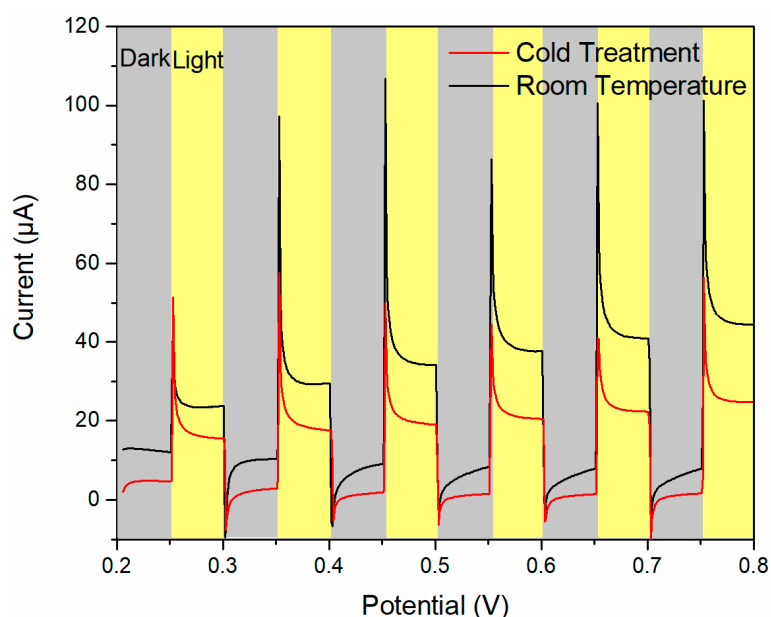 120
Dark Light
Cold Treatment
Room Temperature
100
80
60
40
20
0
-10
Current (µA)
0.2 0.3 0.4 0.5 0.6 0.7 0.8
Potential (V)